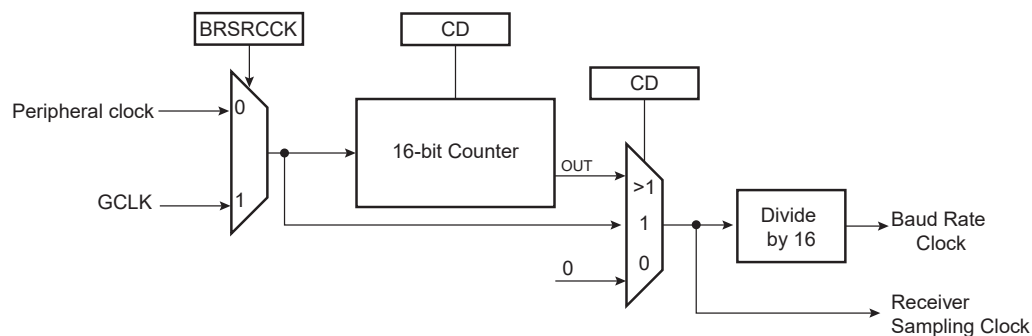 BRSRCCK
CD
CD
Peripheral clock
0
16-bit Counter
OUT
>1
GCLK
1
1
Divide
by 16
Baud Rate
Clock
0
0
Receiver
Sampling Clock